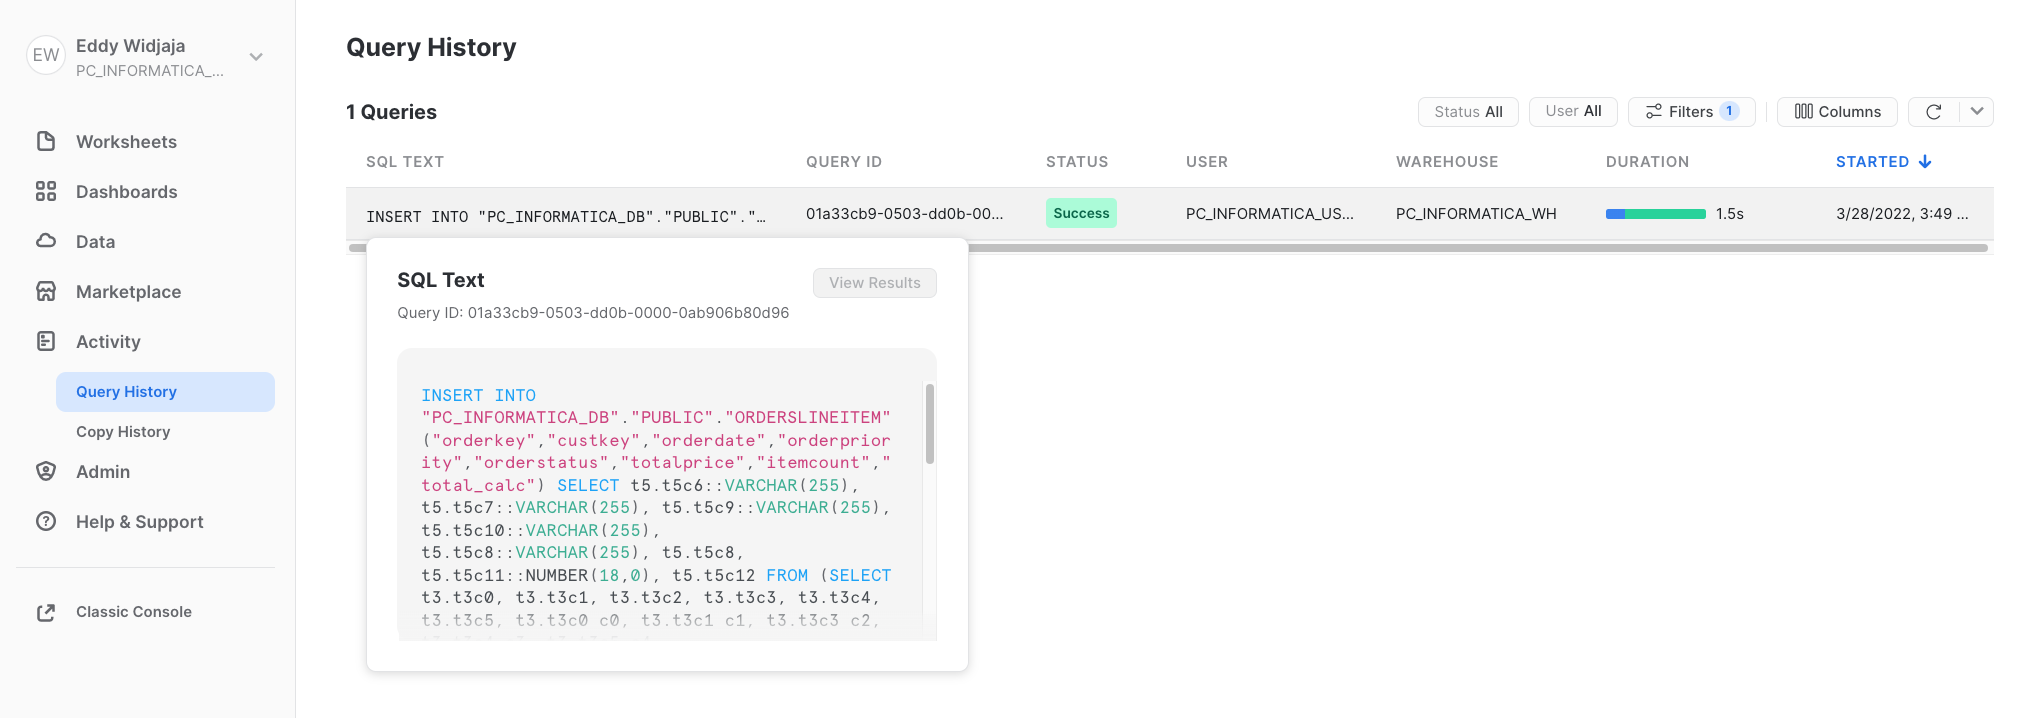 EW
Eddy Widjaja
PC_INFORMATICA_...
Worksheets
Dashboards
Data
Marketplace
Activity
Query History
Copy History
Admin
Help & Support
Classic Console
Query History
1 Queries
Status All
User All
Filters 1
Columns
SQL TEXT QUERY ID STATUS USER WAREHOUSE DURATION STARTED
INSERT INTO "PC_INFORMATICA_DB"."PUBLIC"."... 01a33cb9-0503-dd0b-00... Success PC_INFORMATICA_US... PC_INFORMATICA_WH 1.5s 3/28/2022, 3:49 ...
SQL Text
View Results
Query ID: 01a33cb9-0503-dd0b-0000-0ab906b80d96
INSERT INTO
"PC_INFORMATICA_DB"."PUBLIC"."ORDERSLINEITEM"
("orderkey","custkey","orderdate","orderprior
ity","orderstatus","totalprice","itemcount","
total_calc") SELECT t5.t5c6::VARCHAR(255),
t5.t5c7::VARCHAR(255), t5.t5c9::VARCHAR(255),
t5.t5c10::VARCHAR(255),
t5.t5c8::VARCHAR(255), t5.t5c8,
t5.t5c11::NUMBER(18,0), t5.t5c12 FROM (SELECT
t3.t3c0, t3.t3c1, t3.t3c2, t3.t3c3, t3.t3c4,
t3.t3c5, t3.t3c0 c0, t3.t3c1 c1, t3.t3c3 c2,